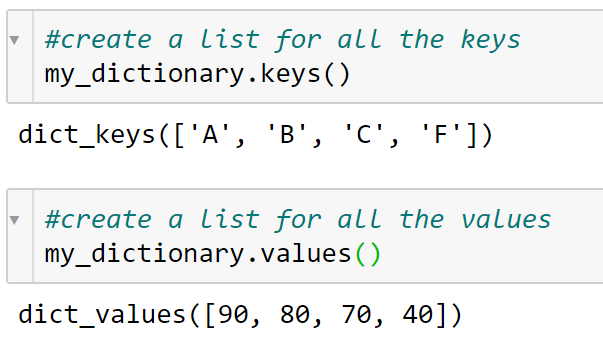 #create a list for all the keys
my_dictionary.keys()
dict_keys(['A', 'B', 'C', 'F'])
#create a list for all the values
my_dictionary.values()
dict_values([90, 80, 70, 40])